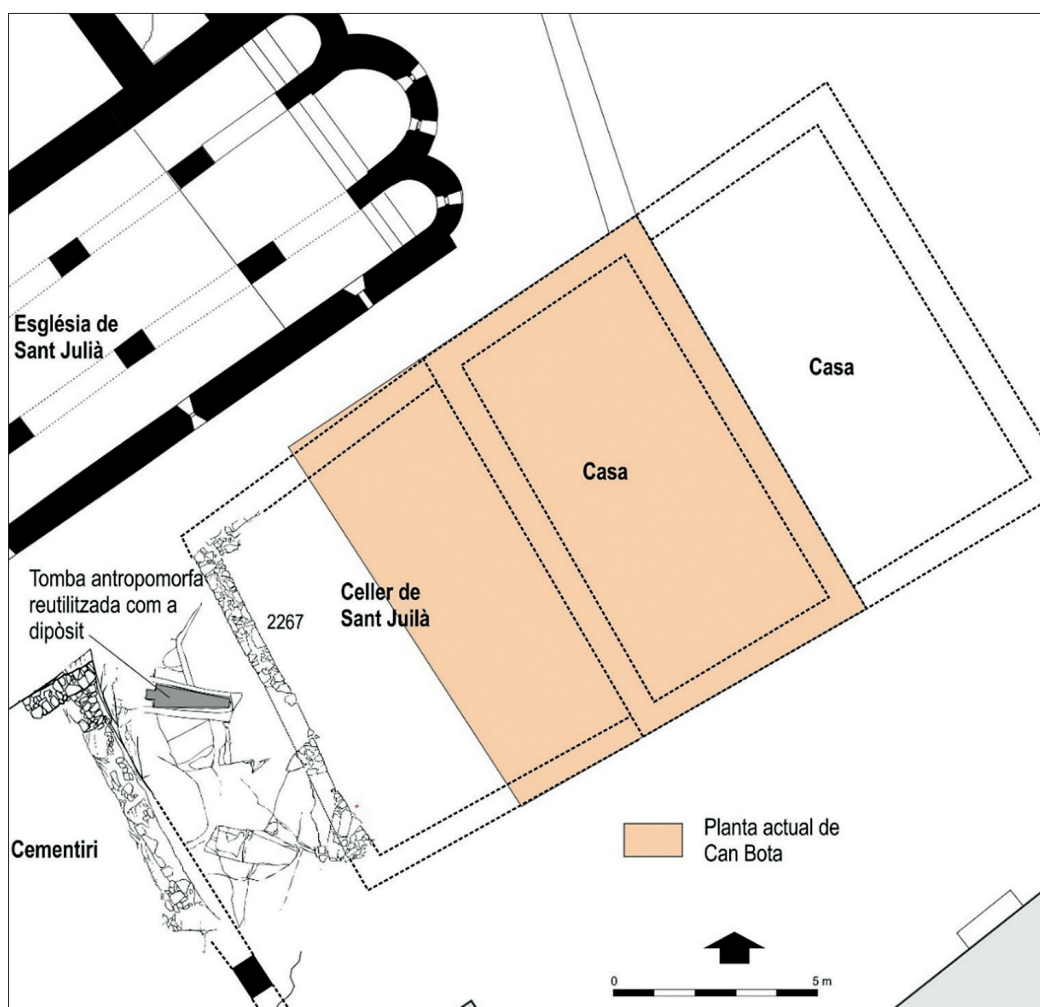 Església de
Sant Julià
Casa
Casa
Tomba antropomorfa
reutilitzada com a
dipòsit
2267
Celler de
Sant Juilà
Cementiri
Planta actual de
Can Bota
0 5 m